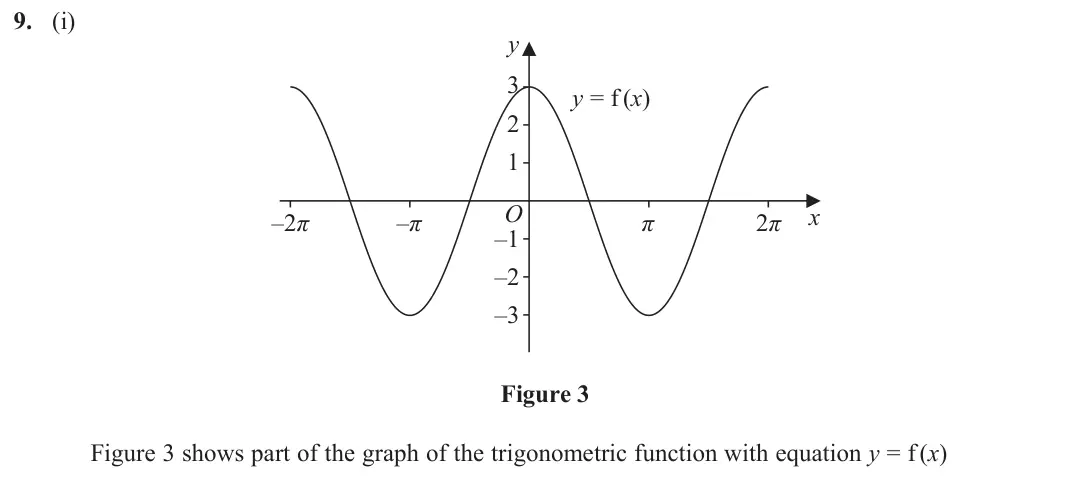 9. (i)
y
3
y = f(x)
2
1
O
–2π
–π
π
2π
x
–1
–2
–3
Figure 3
Figure 3 shows part of the graph of the trigonometric function with equation y = f(x)